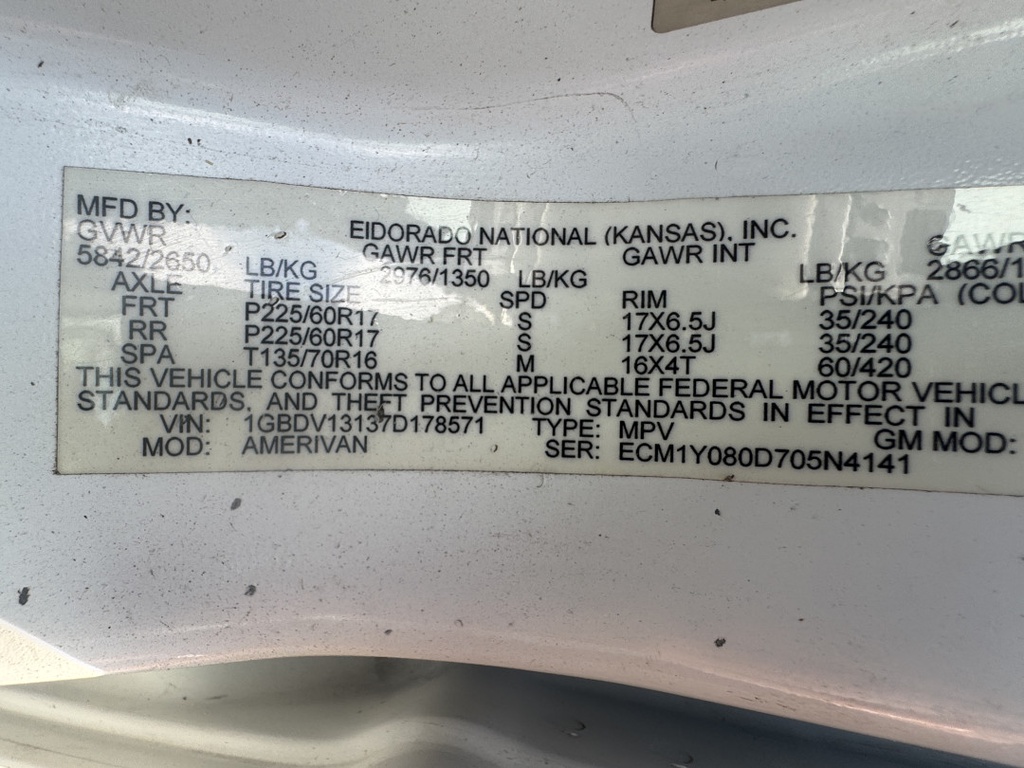 MFD BY: EIDORADO NATIONAL (KANSAS), INC.
GVWR GAWR FRT GAWR INT GAWR
5842/2650 LB/KG 2976/1350 LB/KG LB/KG 2866/1
AXLE TIRE SIZE SPD RIM PSI/KPA (COL
FRT P225/60R17 S 17X6.5J 35/240
RR P225/60R17 S 17X6.5J 35/240
SPA T135/70R16 M 16X4T 60/420
THIS VEHICLE CONFORMS TO ALL APPLICABLE FEDERAL MOTOR VEHICL
STANDARDS, AND THEFT PREVENTION STANDARDS IN EFFECT IN
VIN: 1GBDV13137D178571 TYPE: MPV GM MOD:
MOD: AMERIVAN SER: ECM1Y080D705N4141